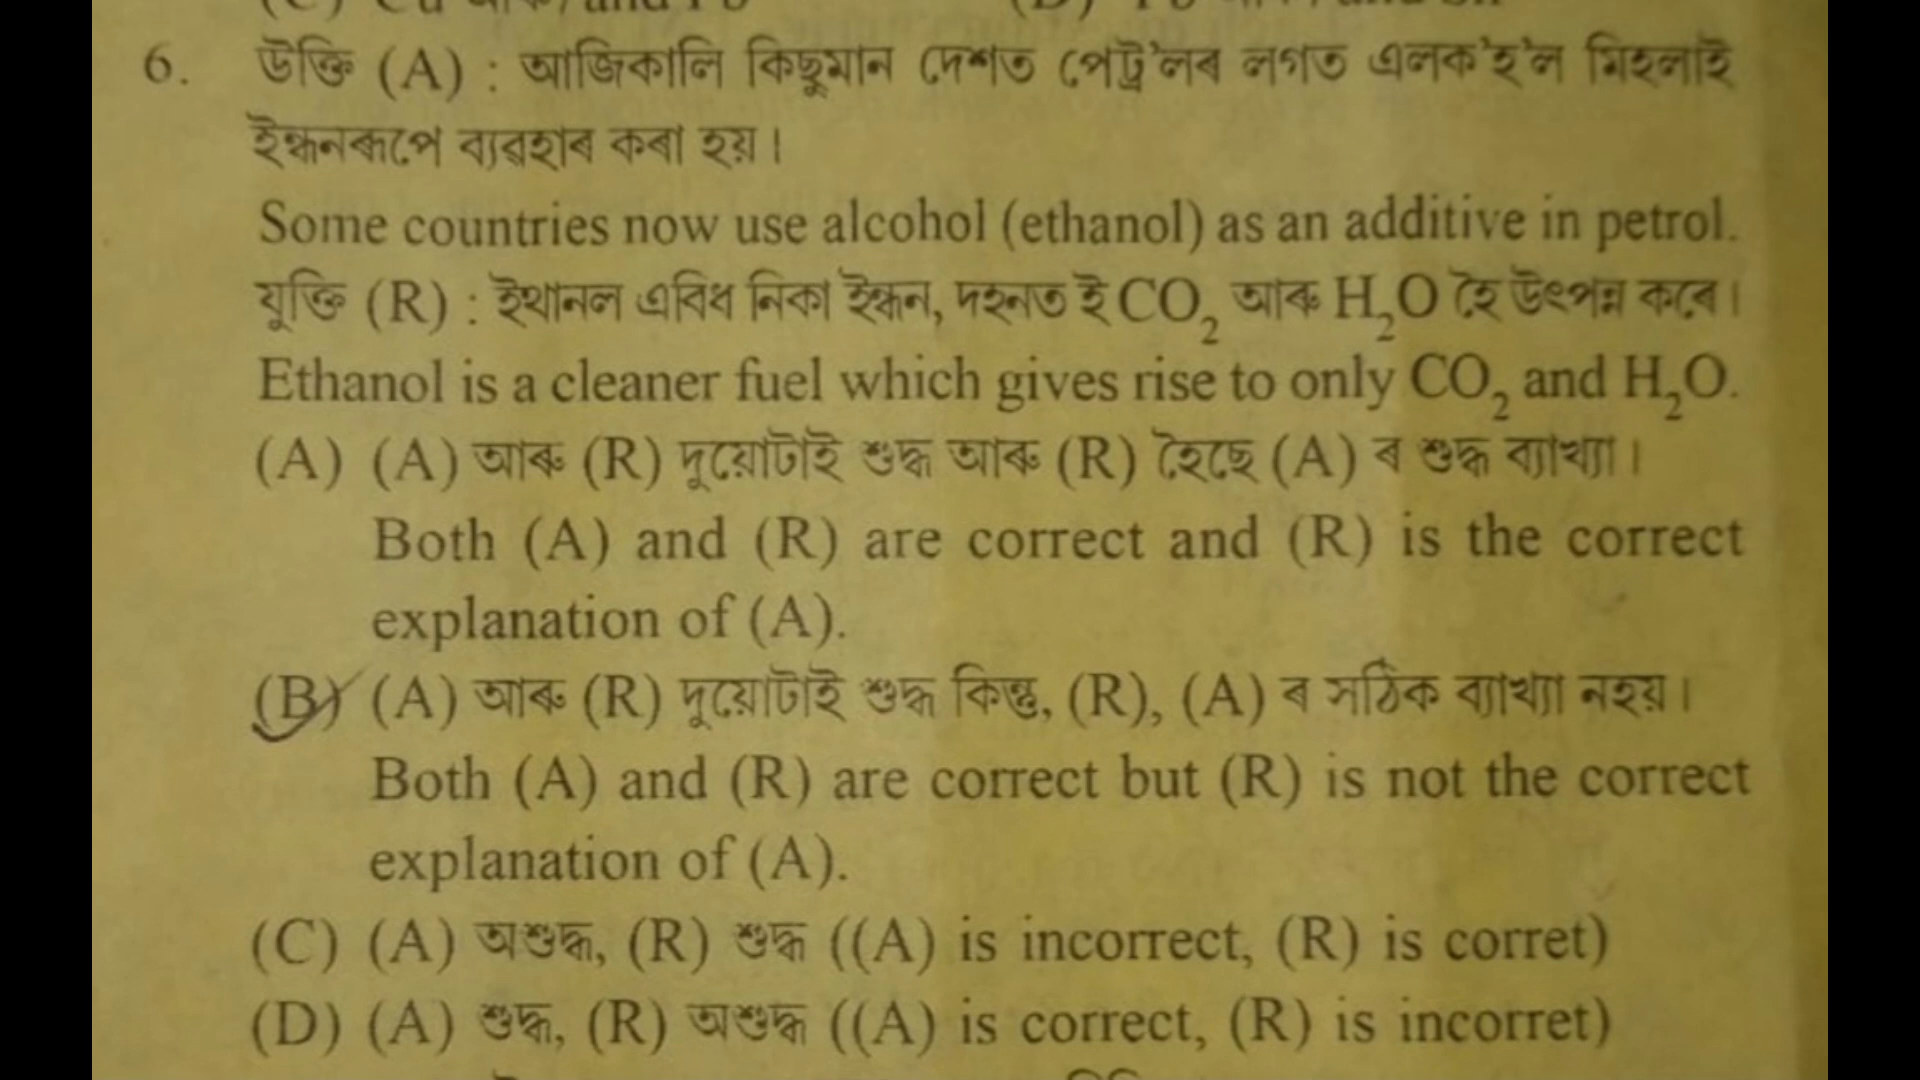 6. উক্তি (A) : আজিকালি কিছুমান দেশত পেট্ৰ'লৰ লগত এলক'হ'ল মিহলাই
ইন্ধনৰূপে ব্যৱহাৰ কৰা হয়।
Some countries now use alcohol (ethanol) as an additive in petrol.
যুক্তি (R) : ইথানল এবিধ নিকা ইন্ধন, দহনত ই CO₂ আৰু H₂O হৈ উৎপন্ন কৰে।
Ethanol is a cleaner fuel which gives rise to only CO₂ and H₂O.
(A) (A) আৰু (R) দুয়োটাই শুদ্ধ আৰু (R) হৈছে (A) ৰ শুদ্ধ ব্যাখ্যা।
Both (A) and (R) are correct and (R) is the correct
explanation of (A).
(B) (A) আৰু (R) দুয়োটাই শুদ্ধ কিন্তু, (R), (A) ৰ সঠিক ব্যাখ্যা নহয়।
Both (A) and (R) are correct but (R) is not the correct
explanation of (A).
(C) (A) অশুদ্ধ, (R) শুদ্ধ ((A) is incorrect, (R) is corret)
(D) (A) শুদ্ধ, (R) অশুদ্ধ ((A) is correct, (R) is incorret)